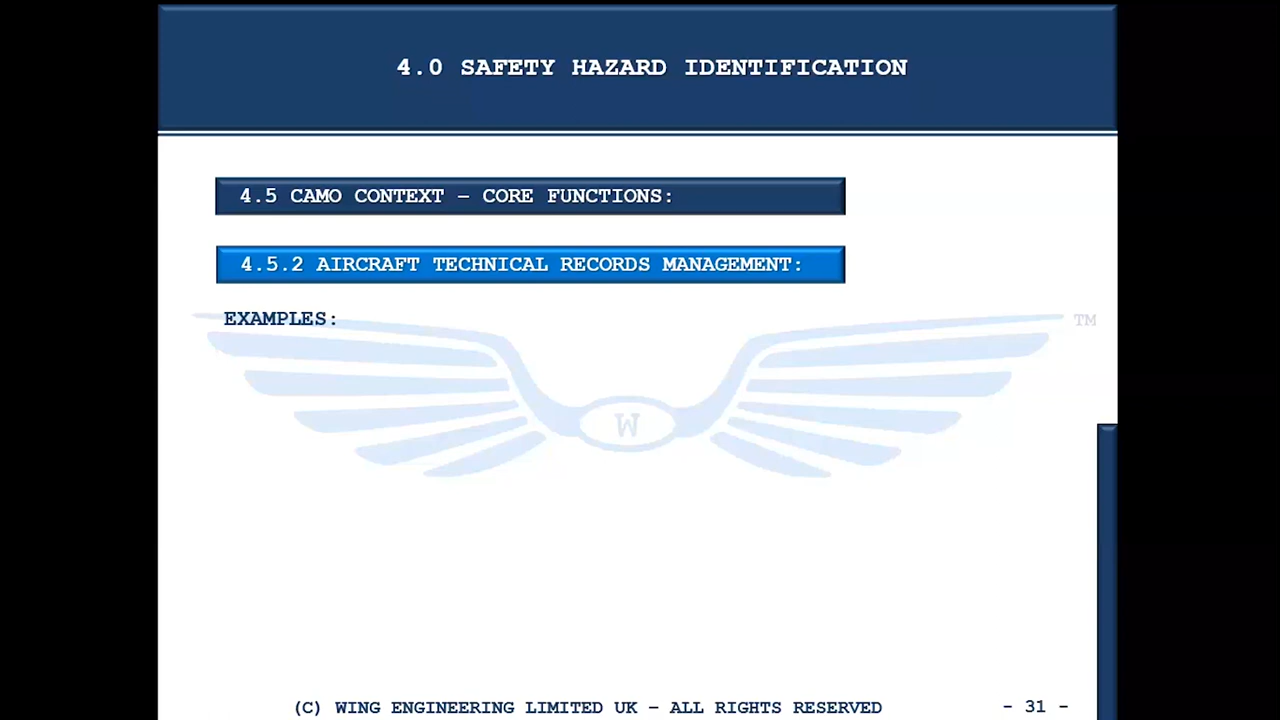 4.0 SAFETY HAZARD IDENTIFICATION
4.5 CAMO CONTEXT – CORE FUNCTIONS:
4.5.2 AIRCRAFT TECHNICAL RECORDS MANAGEMENT:
EXAMPLES:
TM
W
(C) WING ENGINEERING LIMITED UK – ALL RIGHTS RESERVED
- 31 -